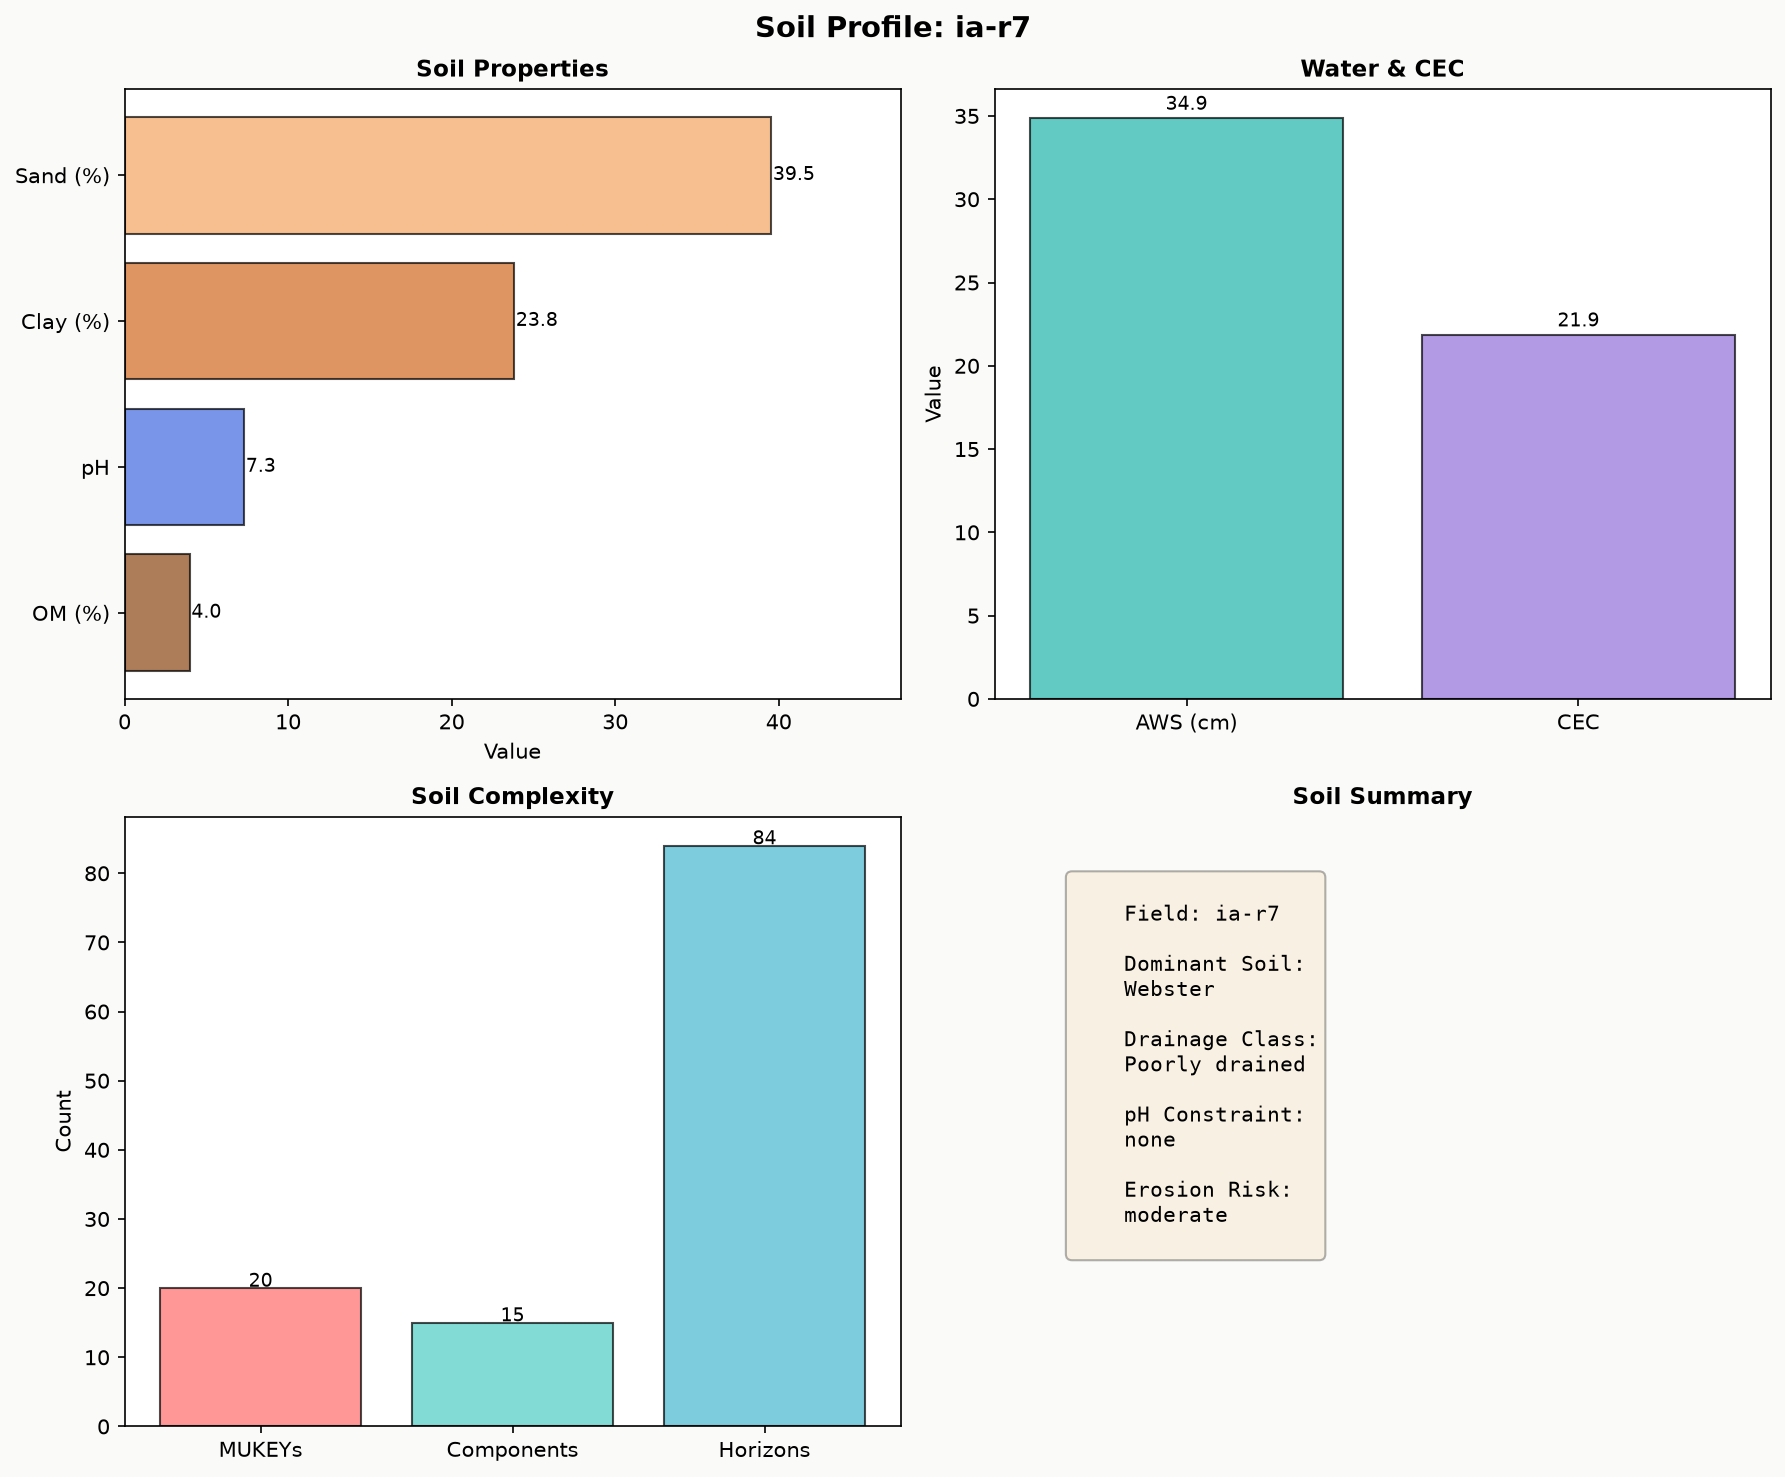 Soil Profile: ia-r7
Soil Properties
Sand (%)
39.5
Clay (%)
23.8
pH
7.3
OM (%)
4.0
0 10 20 30 40
Value
Water & CEC
Value
35
30
25
20
15
10
5
0
34.9
21.9
AWS (cm) CEC
Soil Complexity
Count
80
70
60
50
40
30
20
10
0
20
15
84
MUKEYs Components Horizons
Soil Summary
Field: ia-r7
Dominant Soil:
Webster
Drainage Class:
Poorly drained
pH Constraint:
none
Erosion Risk:
moderate